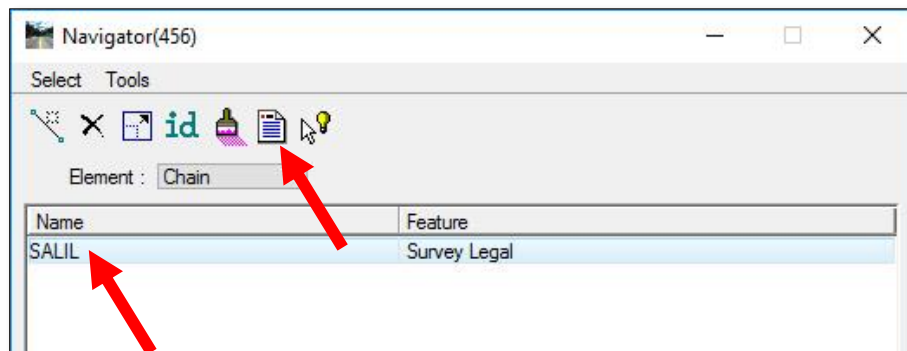 Navigator(456)
Select Tools
id
Element : Chain
Name Feature
SALIL Survey Legal